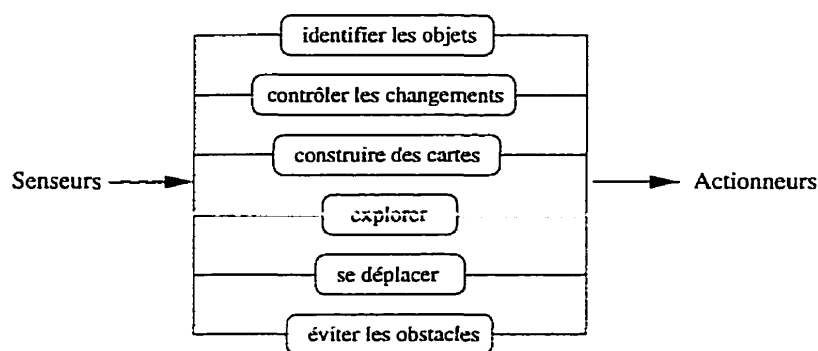 identifier les objets
contrôler les changements
construire des cartes
Senseurs
Actionneurs
explorer
se déplacer
éviter les obstacles